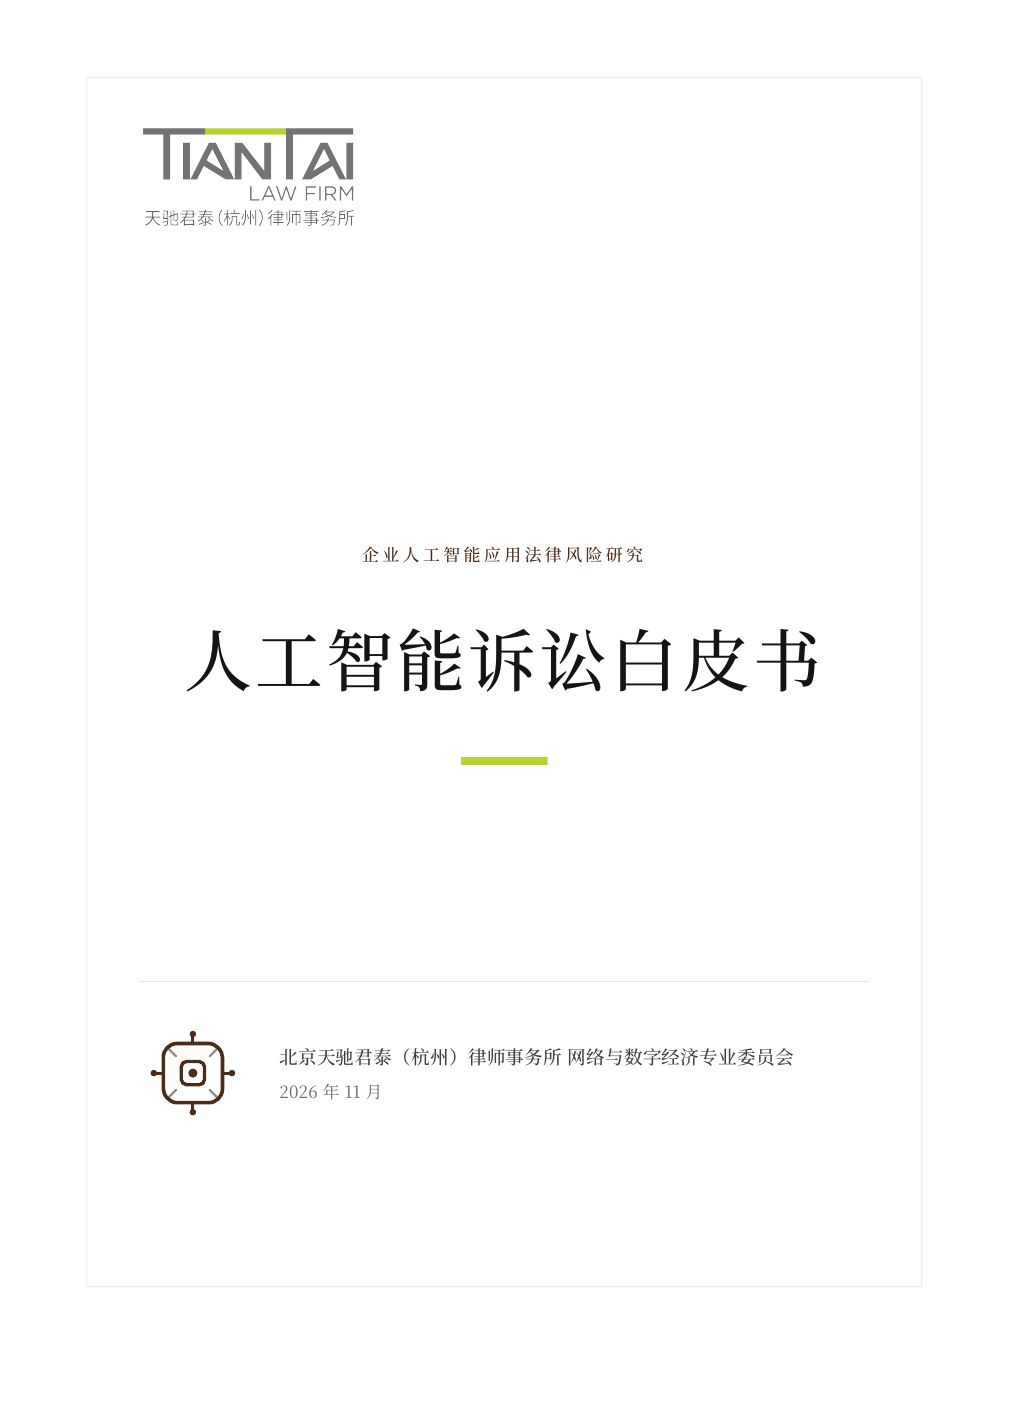 TIANTAI
LAW FIRM
天驰君泰(杭州)律师事务所
企业人工智能应用法律风险研究
人工智能诉讼白皮书
北京天驰君泰（杭州）律师事务所 网络与数字经济专业委员会
2026 年 11 月